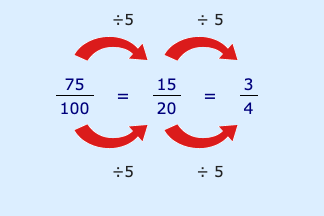 ÷5 ÷ 5
75/100 = 15/20 = 3/4
÷5 ÷ 5